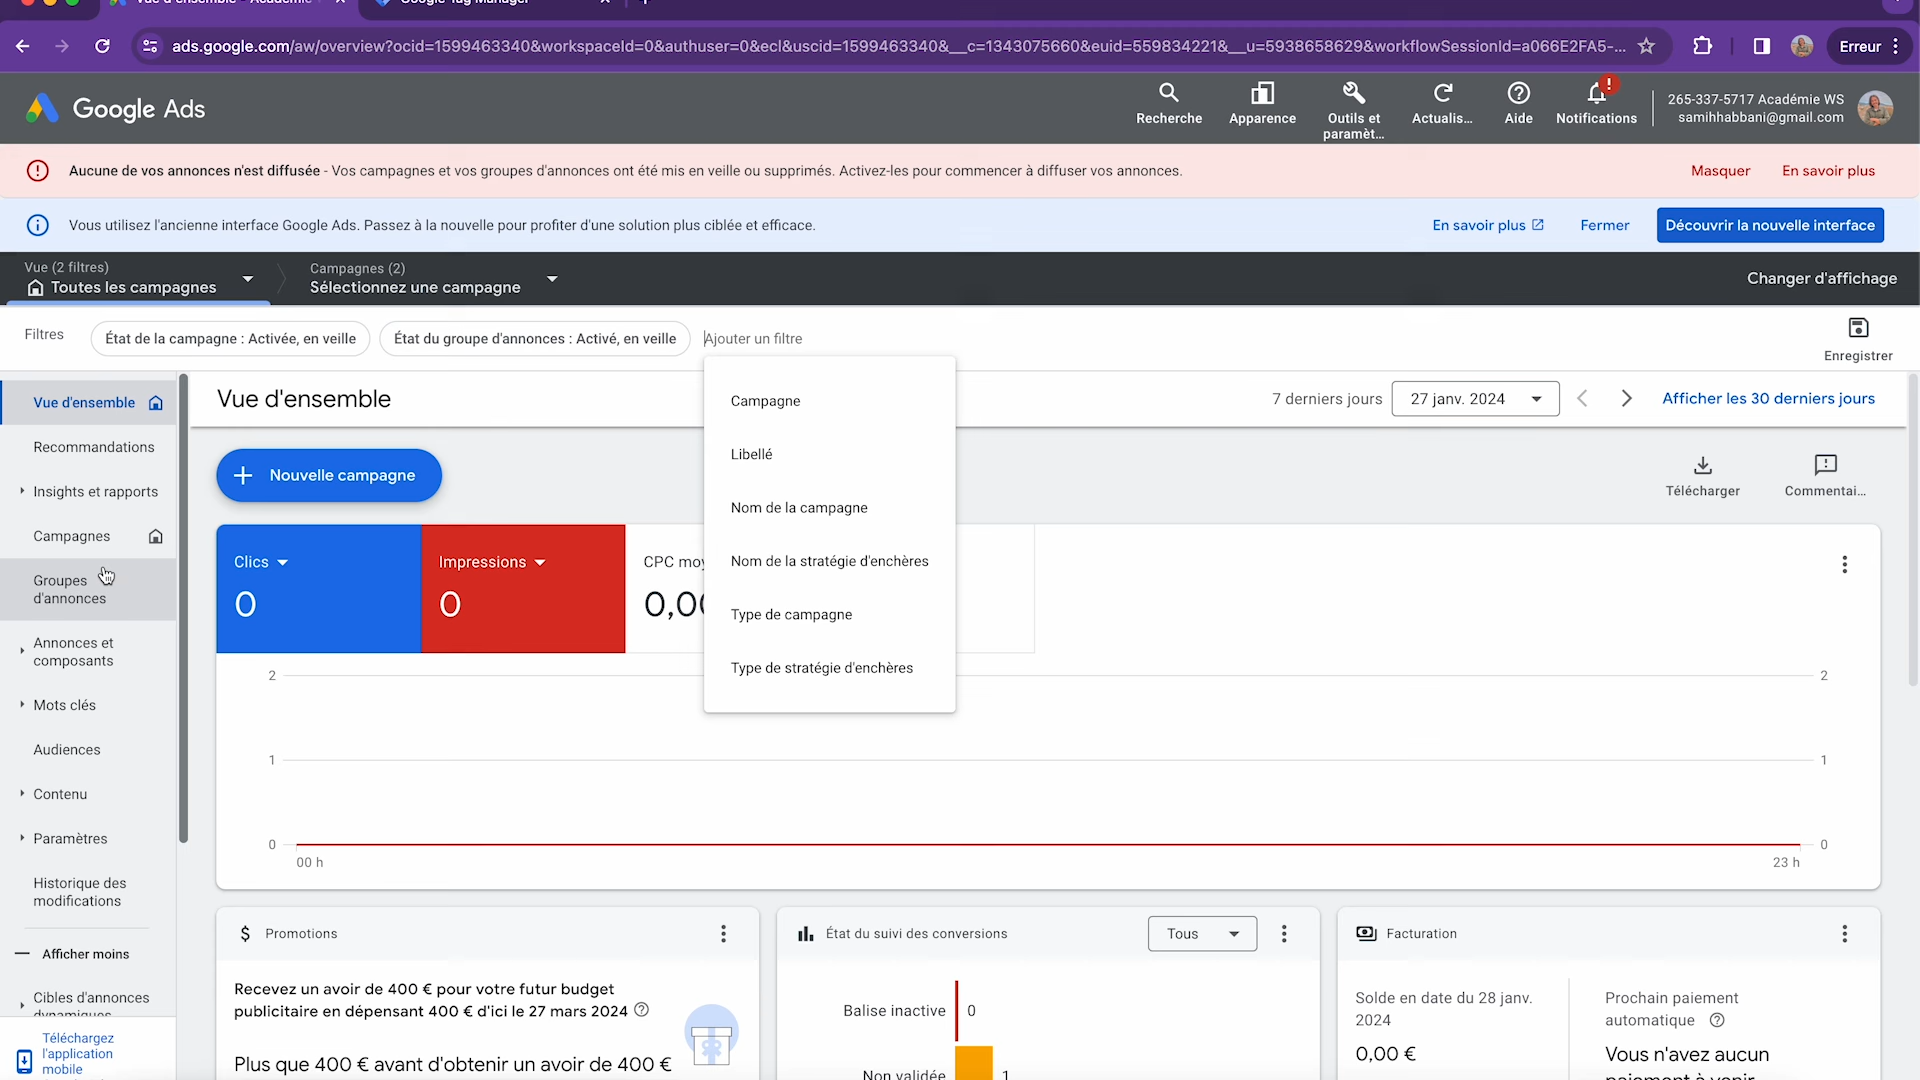 ads.google.com/aw/overview?ocid=1599463340&workspaceId=0&authuser=0&ecl&uscid=1599463340&__c=1343075660&euid=559834221&__u=5938658629&workflowSessionId=a066E2FA5-...
Erreur
Google Ads
Recherche
Apparence
Outils et
paramèt...
Actualis...
Aide
Notifications
265-337-5717 Académie WS
samihhabbani@gmail.com
Aucune de vos annonces n'est diffusée - Vos campagnes et vos groupes d'annonces ont été mis en veille ou supprimés. Activez-les pour commencer à diffuser vos annonces.
Masquer
En savoir plus
Vous utilisez l'ancienne interface Google Ads. Passez à la nouvelle pour profiter d'une solution plus ciblée et efficace.
En savoir plus
Fermer
Découvrir la nouvelle interface
Vue (2 filtres)
Toutes les campagnes
Campagnes (2)
Sélectionnez une campagne
Changer d'affichage
Filtres
État de la campagne : Activée, en veille
État du groupe d'annonces : Activé, en veille
Ajouter un filtre
Enregistrer
Campagne
Libellé
Nom de la campagne
Nom de la stratégie d'enchères
Type de campagne
Type de stratégie d'enchères
Vue d'ensemble
Recommandations
Insights et rapports
Campagnes
Groupes
d'annonces
Annonces et
composants
Mots clés
Audiences
Contenu
Paramètres
Historique des
modifications
Afficher moins
Cibles d'annonces
dynamiques
Téléchargez
l'application
mobile
Vue d'ensemble
7 derniers jours
27 janv. 2024
Afficher les 30 derniers jours
Nouvelle campagne
Télécharger
Commentai...
Clics
0
Impressions
0
CPC moy
0,00
2
2
1
1
0
0
00 h
23 h
Promotions
Recevez un avoir de 400 € pour votre futur budget
publicitaire en dépensant 400 € d'ici le 27 mars 2024
Plus que 400 € avant d'obtenir un avoir de 400 €
État du suivi des conversions
Tous
Balise inactive
0
Non validée
1
Facturation
Solde en date du 28 janv.
2024
0,00 €
Prochain paiement
automatique
Vous n'avez aucun
paiement à venir